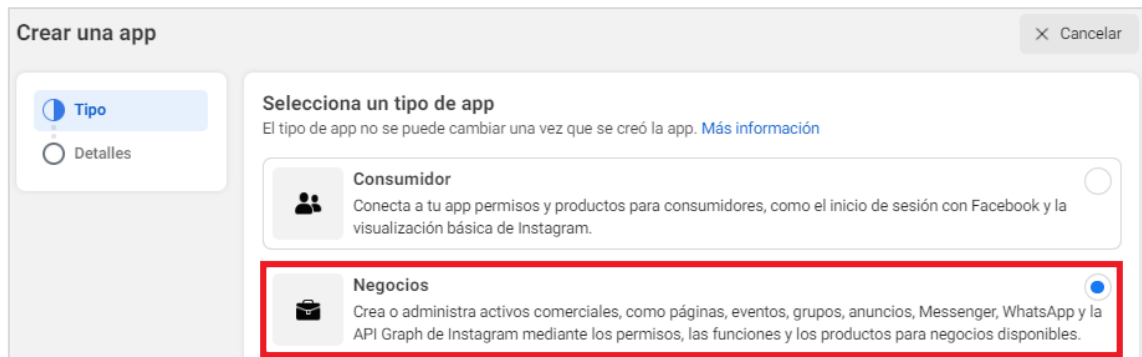 Crear una app
Cancelar
Tipo
Detalles
Selecciona un tipo de app
El tipo de app no se puede cambiar una vez que se creó la app. Más información
Consumidor
Conecta a tu app permisos y productos para consumidores, como el inicio de sesión con Facebook y la
visualización básica de Instagram.
Negocios
Crea o administra activos comerciales, como páginas, eventos, grupos, anuncios, Messenger, WhatsApp y la
API Graph de Instagram mediante los permisos, las funciones y los productos para negocios disponibles.